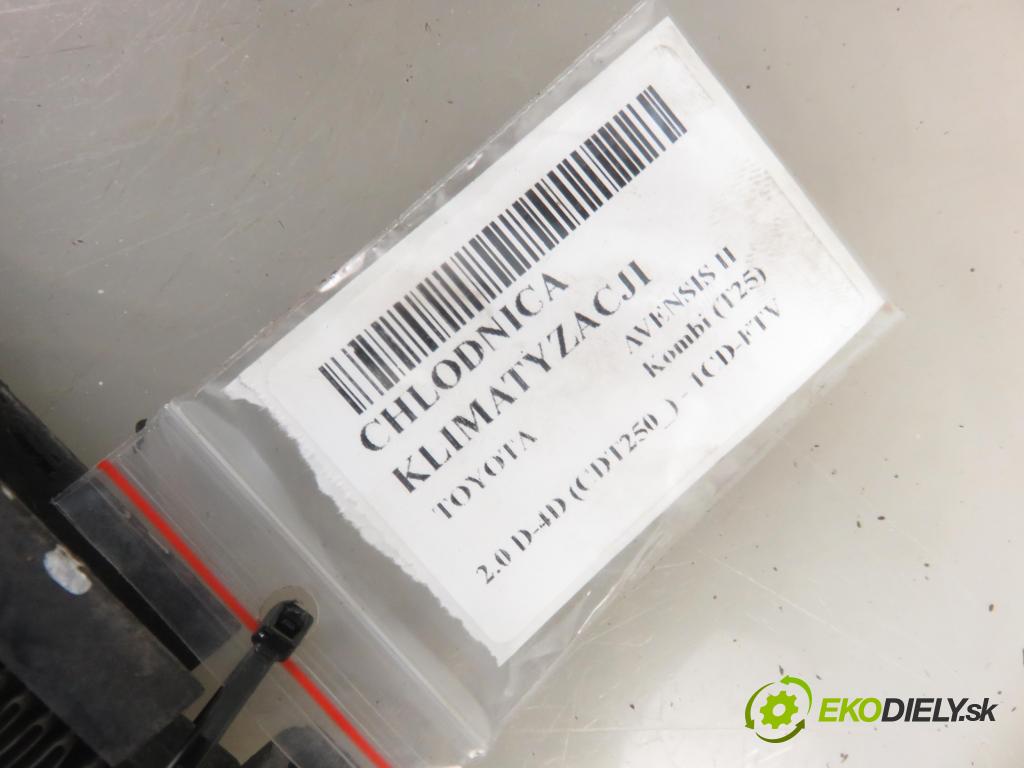 CHLODNICA
KLIMATYZACJI
TOYOTA AVENSIS II
Kombi (T25)
2.0 D-4D (CDT250_) - 1CD-FTV
EKODIELY.sk